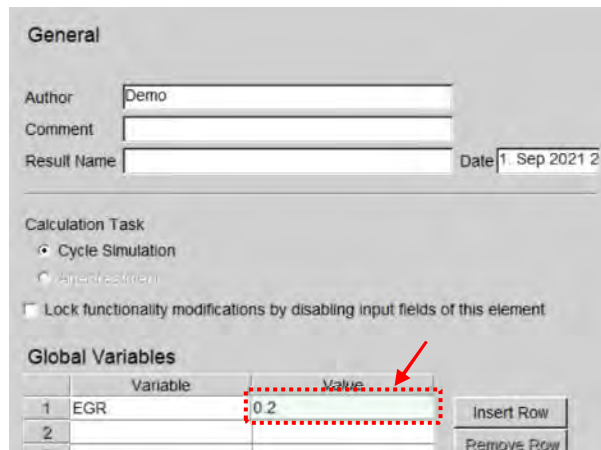 General
Author Demo
Comment
Result Name Date 1. Sep 2021 2
Calculation Task
Cycle Simulation
Aftertreatment
Lock functionality modifications by disabling input fields of this element
Global Variables
Variable Value
1 EGR 0.2 Insert Row
2 Remove Row